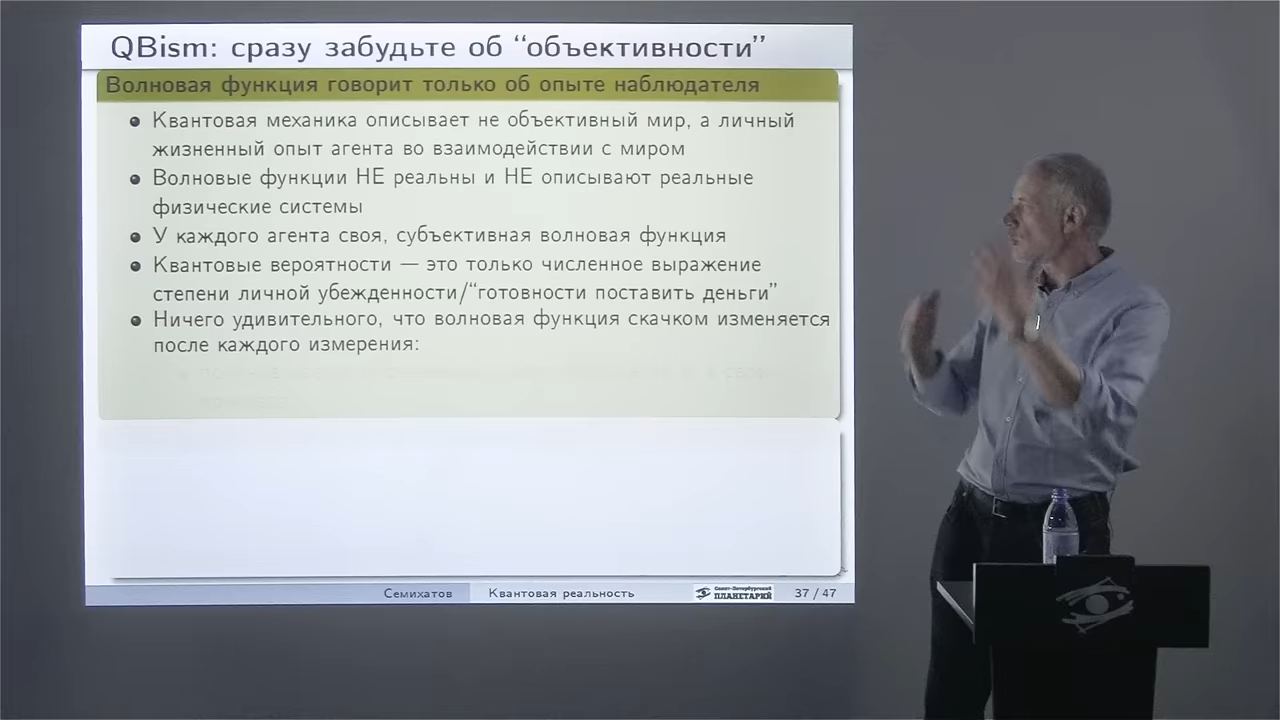 QBism: сразу забудьте об “объективности”
Волновая функция говорит только об опыте наблюдателя
Квантовая механика описывает не объективный мир, а личный
жизненный опыт агента во взаимодействии с миром
Волновые функции НЕ реальны и НЕ описывают реальные
физические системы
У каждого агента своя, субъективная волновая функция
Квантовые вероятности — это только численное выражение
степени личной убежденности/“готовности поставить деньги”
Ничего удивительного, что волновая функция скачком изменяется
после каждого измерения:
Семихатов
Квантовая реальность
Санкт-Петербургский
ПЛАНЕТАРИЙ
37 / 47